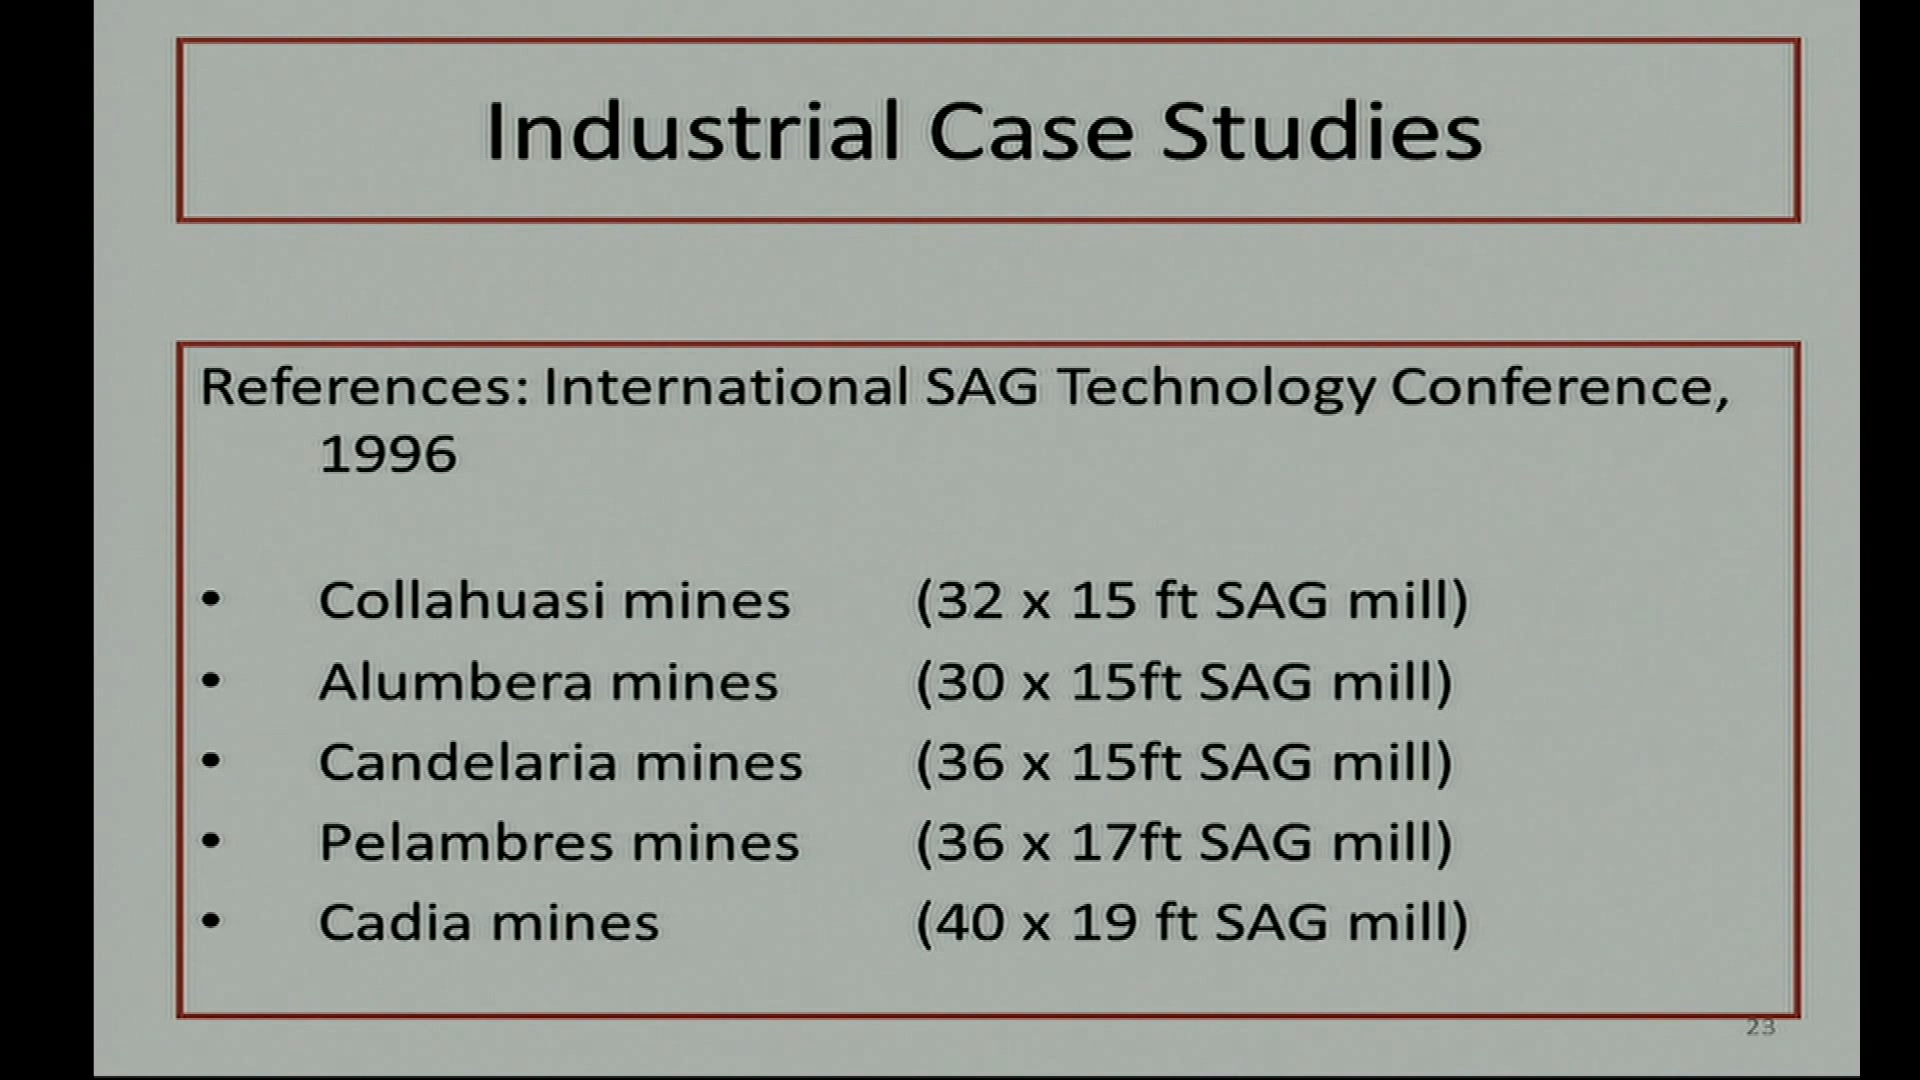 Industrial Case Studies
References: International SAG Technology Conference,
1996
• Collahuasi mines (32 x 15 ft SAG mill)
• Alumbera mines (30 x 15ft SAG mill)
• Candelaria mines (36 x 15ft SAG mill)
• Pelambres mines (36 x 17ft SAG mill)
• Cadia mines (40 x 19 ft SAG mill)
23